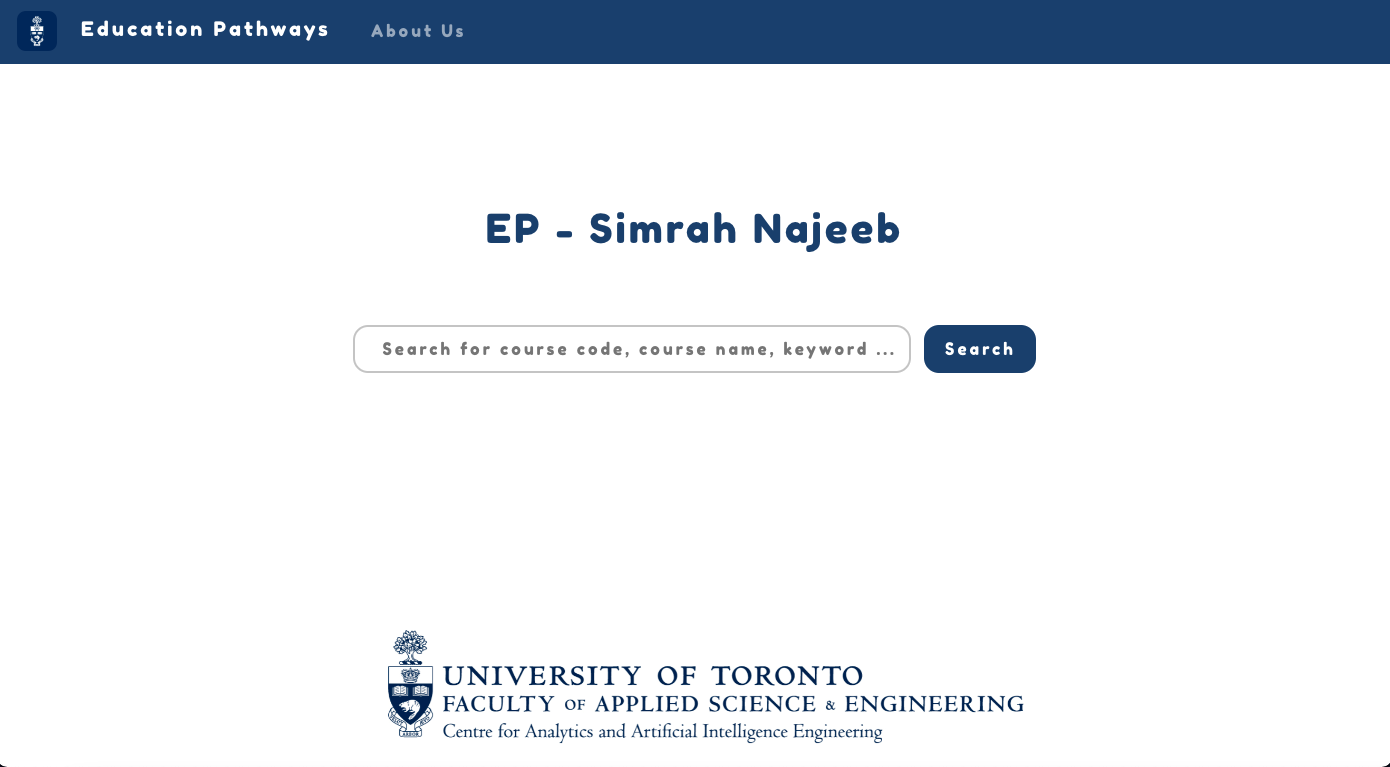 Education Pathways About Us
EP - Simrah Najeeb
Search for course code, course name, keyword ... Search
UNIVERSITY OF TORONTO
FACULTY OF APPLIED SCIENCE & ENGINEERING
Centre for Analytics and Artificial Intelligence Engineering